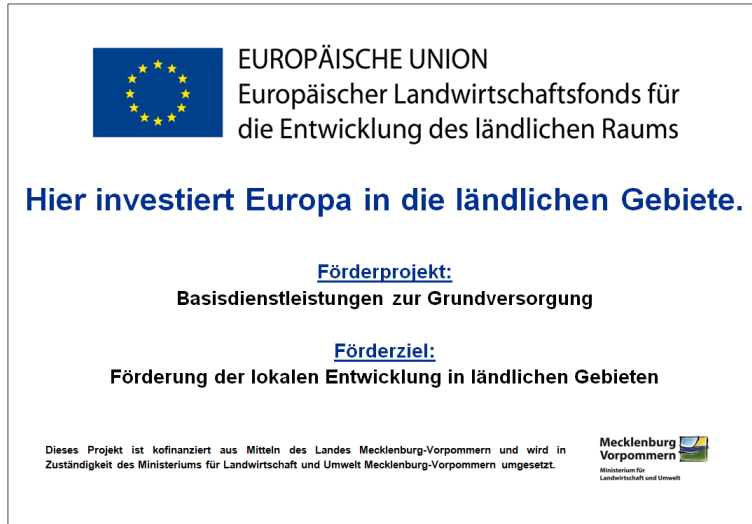 EUROPÄISCHE UNION
Europäischer Landwirtschaftsfonds für
die Entwicklung des ländlichen Raums
Hier investiert Europa in die ländlichen Gebiete.
Förderprojekt:
Basisdienstleistungen zur Grundversorgung
Förderziel:
Förderung der lokalen Entwicklung in ländlichen Gebieten
Dieses Projekt ist kofinanziert aus Mitteln des Landes Mecklenburg-Vorpommern und wird in
Zuständigkeit des Ministeriums für Landwirtschaft und Umwelt Mecklenburg-Vorpommern umgesetzt.
Mecklenburg
Vorpommern
Ministerium für
Landwirtschaft und Umwelt